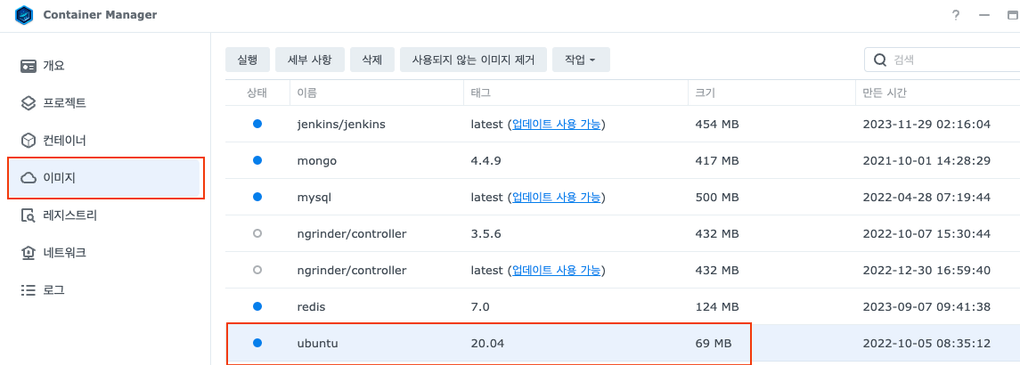 Container Manager
?
개요
프로젝트
컨테이너
이미지
레지스트리
네트워크
로그
실행 세부 사항 삭제 사용되지 않는 이미지 제거 작업 검색
상태 이름 태그 크기 만든 시간
jenkins/jenkins latest (업데이트 사용 가능) 454 MB 2023-11-29 02:16:04
mongo 4.4.9 417 MB 2021-10-01 14:28:29
mysql latest (업데이트 사용 가능) 500 MB 2022-04-28 07:19:44
ngrinder/controller 3.5.6 432 MB 2022-10-07 15:30:44
ngrinder/controller latest (업데이트 사용 가능) 432 MB 2022-12-30 16:59:40
redis 7.0 124 MB 2023-09-07 09:41:38
ubuntu 20.04 69 MB 2022-10-05 08:35:12